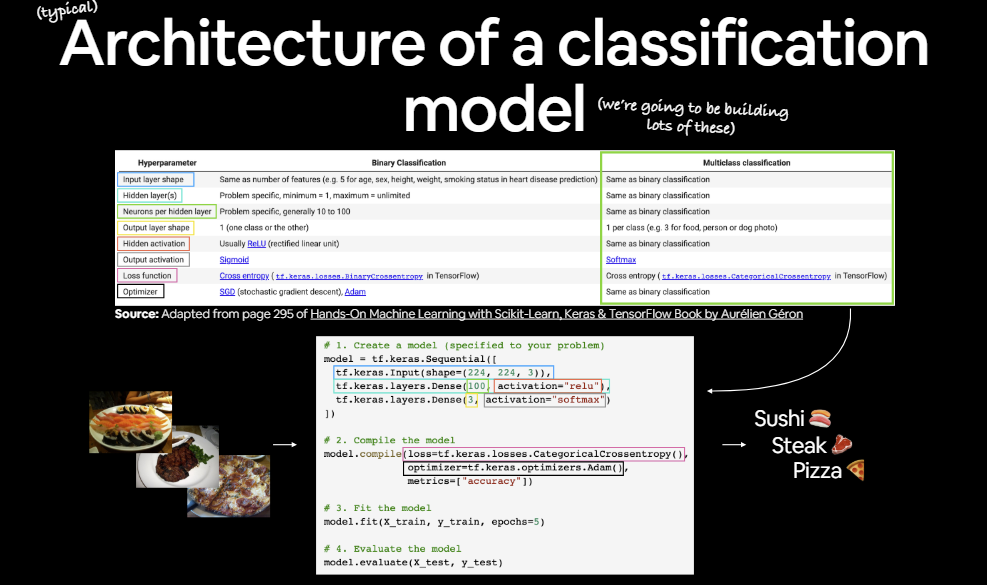 (typical)
Architecture of a classification
model
(we're going to be building
lots of these)
Hyperparameter Binary Classification Multiclass classification
Input layer shape Same as number of features (e.g. 5 for age, sex, height, weight, smoking status in heart disease prediction) Same as binary classification
Hidden layer(s) Problem specific, minimum = 1, maximum = unlimited Same as binary classification
Neurons per hidden layer Problem specific, generally 10 to 100 Same as binary classification
Output layer shape 1 (one class or the other) 1 per class (e.g. 3 for food, person or dog photo)
Hidden activation Usually ReLU (rectified linear unit) Same as binary classification
Output activation Sigmoid Softmax
Loss function Cross entropy (tf.keras.losses.BinaryCrossentropy in TensorFlow) Cross entropy (tf.keras.losses.CategoricalCrossentropy in TensorFlow)
Optimizer SGD (stochastic gradient descent), Adam Same as binary classification
Source: Adapted from page 295 of Hands-On Machine Learning with Scikit-Learn, Keras & TensorFlow Book by Aurélien Géron
# 1. Create a model (specified to your problem)
model = tf.keras.Sequential([
tf.keras.Input(shape=(224, 224, 3)),
tf.keras.layers.Dense(100, activation="relu"),
tf.keras.layers.Dense(3, activation="softmax")
])
# 2. Compile the model
model.compile(loss=tf.keras.losses.CategoricalCrossentropy(),
optimizer=tf.keras.optimizers.Adam(),
metrics=["accuracy"])
# 3. Fit the model
model.fit(X_train, y_train, epochs=5)
# 4. Evaluate the model
model.evaluate(X_test, y_test)
Sushi 🍣
Steak 🥩
Pizza 🍕